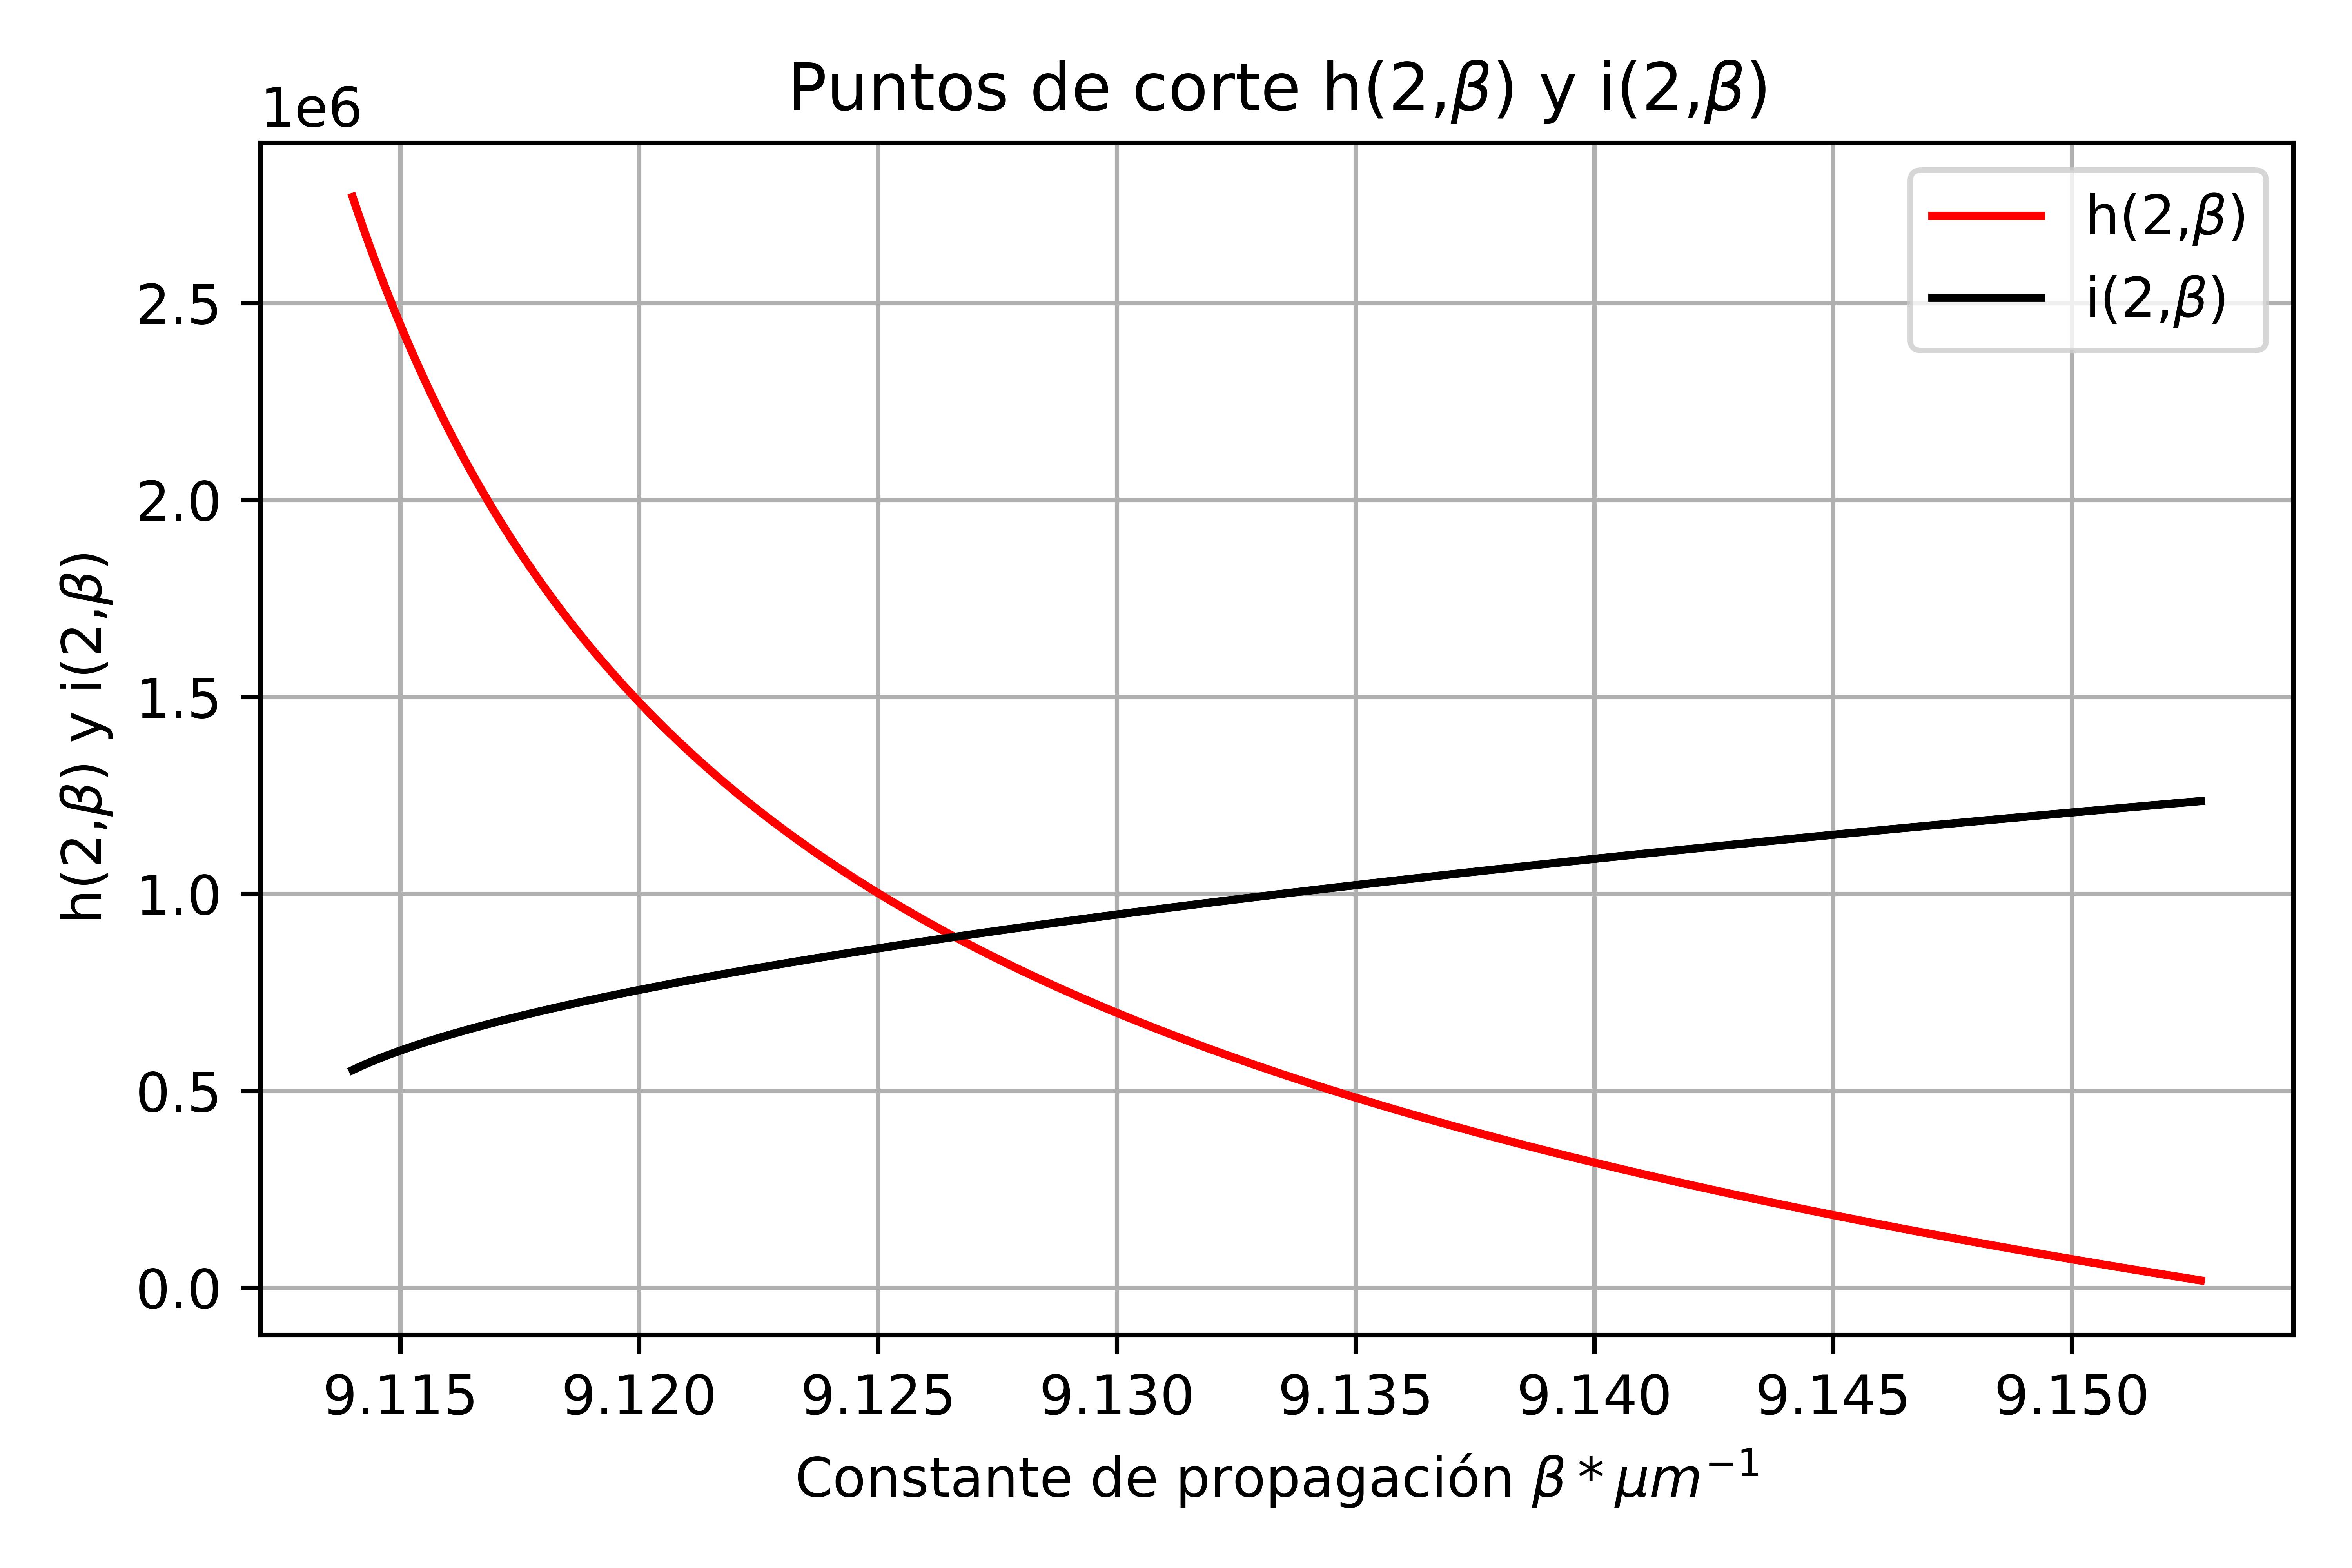 Puntos de corte h(2,β) y i(2,β)
1e6
h(2,β)
i(2,β)
h(2,β) y i(2,β)
2.5
2.0
1.5
1.0
0.5
0.0
9.115 9.120 9.125 9.130 9.135 9.140 9.145 9.150
Constante de propagación β * μm⁻¹